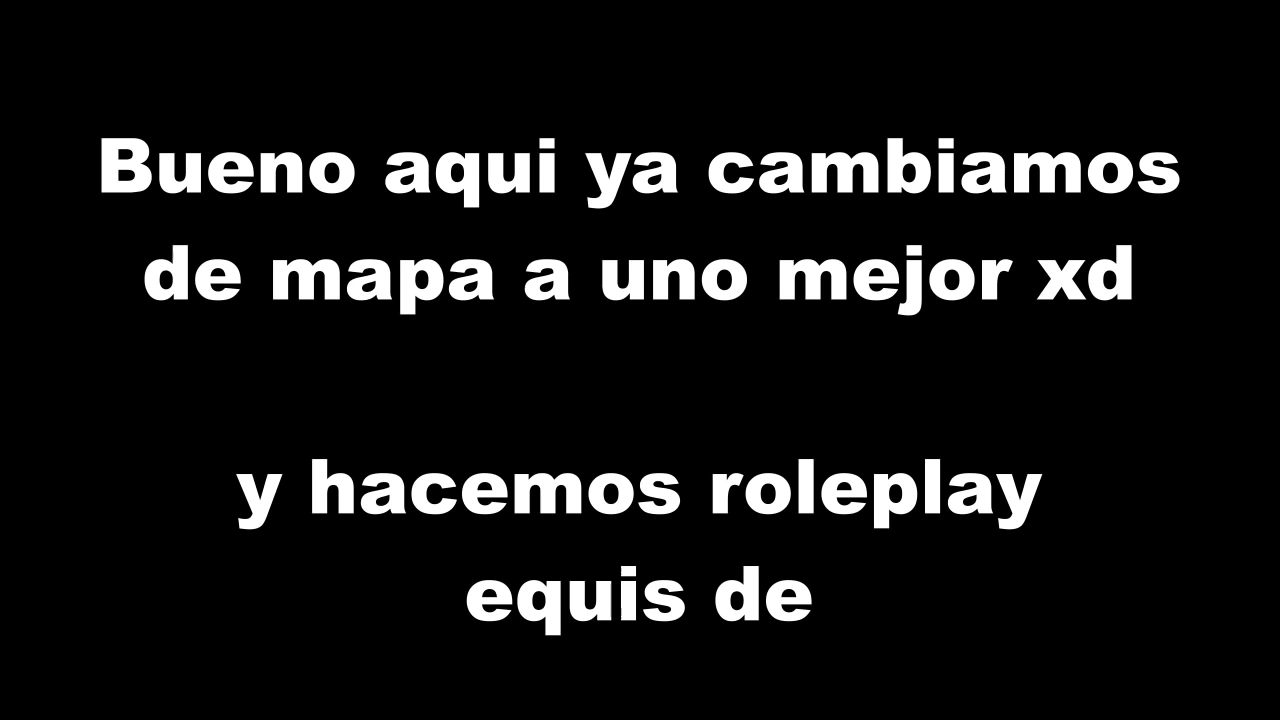 Bueno aqui ya cambiamos
de mapa a uno mejor xd
y hacemos roleplay
equis de